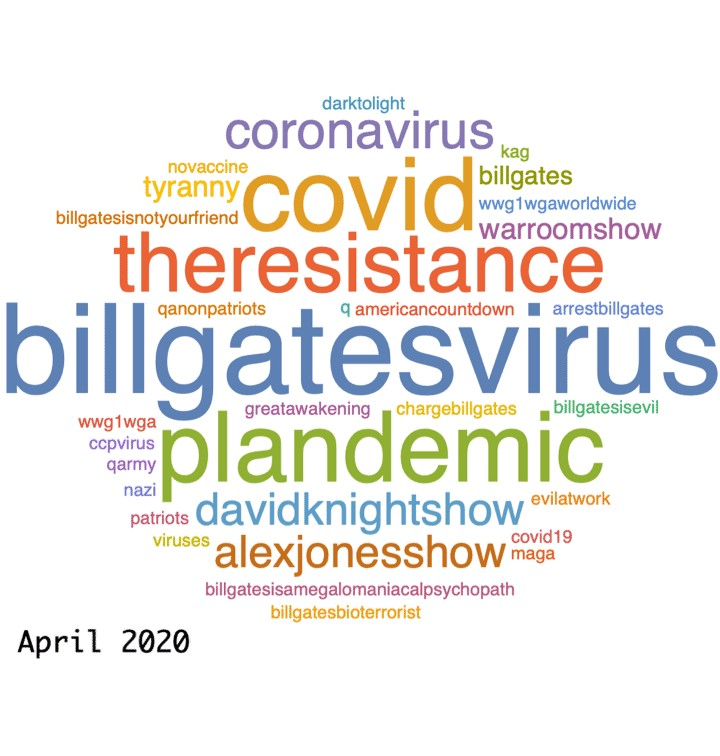 darktolight
coronavirus
kag
novaccine
tyranny
covid
billgates
wwg1wgaworldwide
billgatesisnotyourfriend
warroomshow
theresistance
qanonpatriots
q
americancountdown
arrestbillgates
billgatesvirus
greatawakening
chargebillgates
billgatesisevil
wwg1wga
ccpvirus
qarmy
plandemic
nazi
evilatwork
patriots
davidknightshow
viruses
alexjonesshow
covid19
maga
billgatesisamegalomaniacalpsychopath
billgatesbioterrorist
April 2020